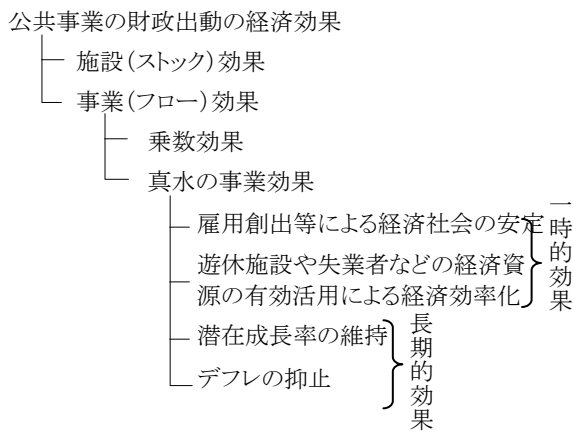 公共事業の財政出動の経済効果
施設(ストック)効果
事業(フロー)効果
乗数効果
真水の事業効果
雇用創出等による経済社会の安定
遊休施設や失業者などの経済資
源の有効活用による経済効率化
一時的効果
潜在成長率の維持
デフレの抑止
長期的効果